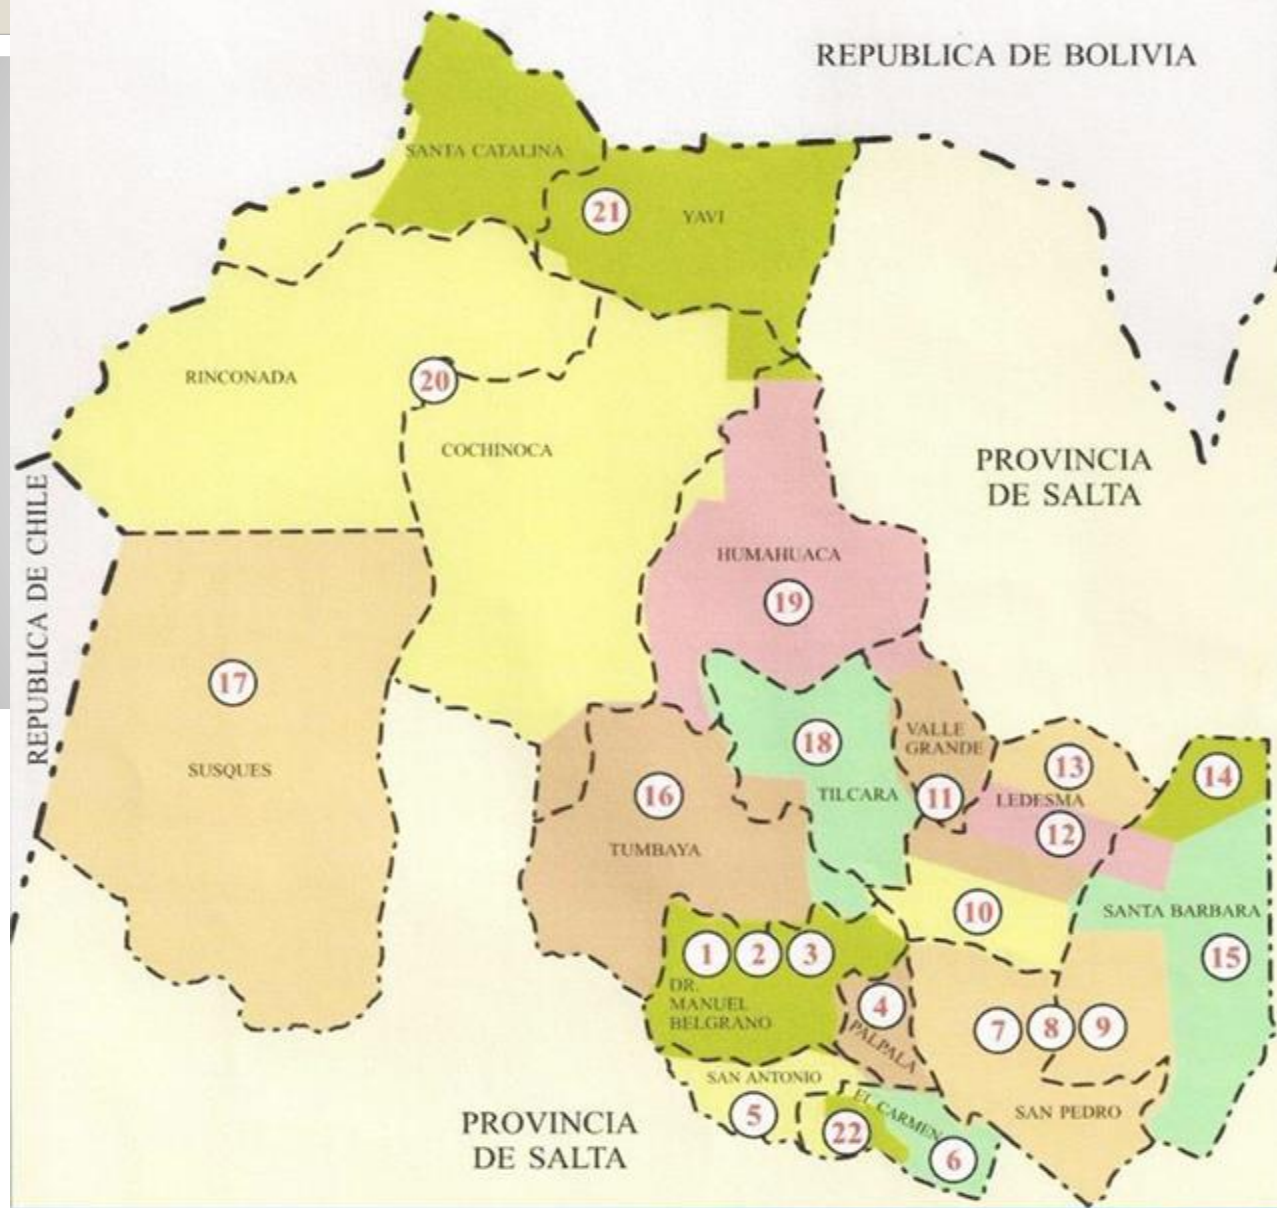 REPUBLICA DE BOLIVIA
SANTA CATALINA
21
YAVI
RINCONADA
20
COCHINOCA
PROVINCIA
DE SALTA
REPUBLICA DE CHILE
HUMAHUACA
19
17
SUSQUES
18
TILCARA
VALLE
GRANDE
11
13
LEDESMA
12
14
16
TUMBAYA
10
SANTA BARBARA
15
1
2
3
DR.
MANUEL
BELGRANO
4
PALPALA
7
8
9
SAN ANTONIO
5
22
EL CARMEN
6
SAN PEDRO
PROVINCIA
DE SALTA